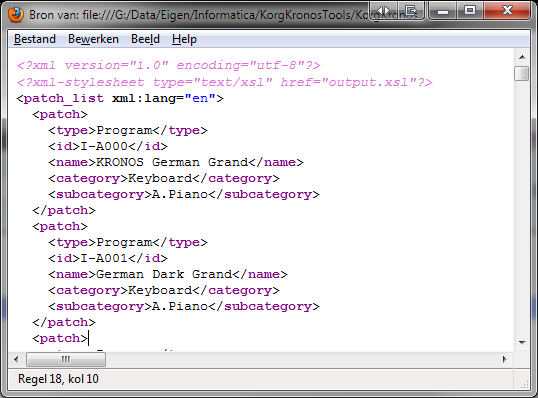 Bron van: file:///G:/Data/Eigen/Informatica/KorgKronosTools/KorgKronos
Bestand Bewerken Beeld Help
<?xml version="1.0" encoding="utf-8"?>
<?xml-stylesheet type="text/xsl" href="output.xsl"?>
<patch_list xml:lang="en">
<patch>
<type>Program</type>
<id>I-A000</id>
<name>KRONOS German Grand</name>
<category>Keyboard</category>
<subcategory>A.Piano</subcategory>
</patch>
<patch>
<type>Program</type>
<id>I-A001</id>
<name>German Dark Grand</name>
<category>Keyboard</category>
<subcategory>A.Piano</subcategory>
</patch>
<patch>
Regel 18, kol 10